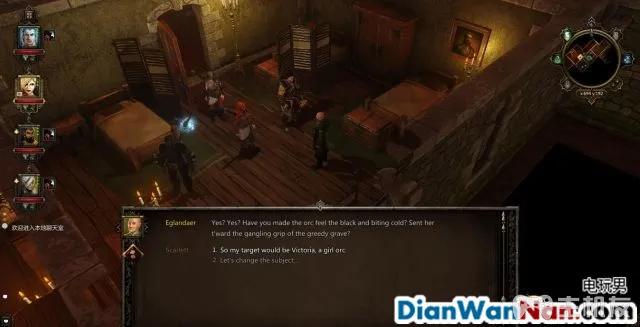 x:694 y:192
欢迎进入本地聊天室
Eglandaer
Yes? Yes? Have you made the orc feel the black and biting cold? Sent her
t'ward the gangling grip of the greedy grave?
Scarlett
1. So my target would be Victoria, a girl orc.
2. Let's change the subject...
电玩男
DianWanNan.com